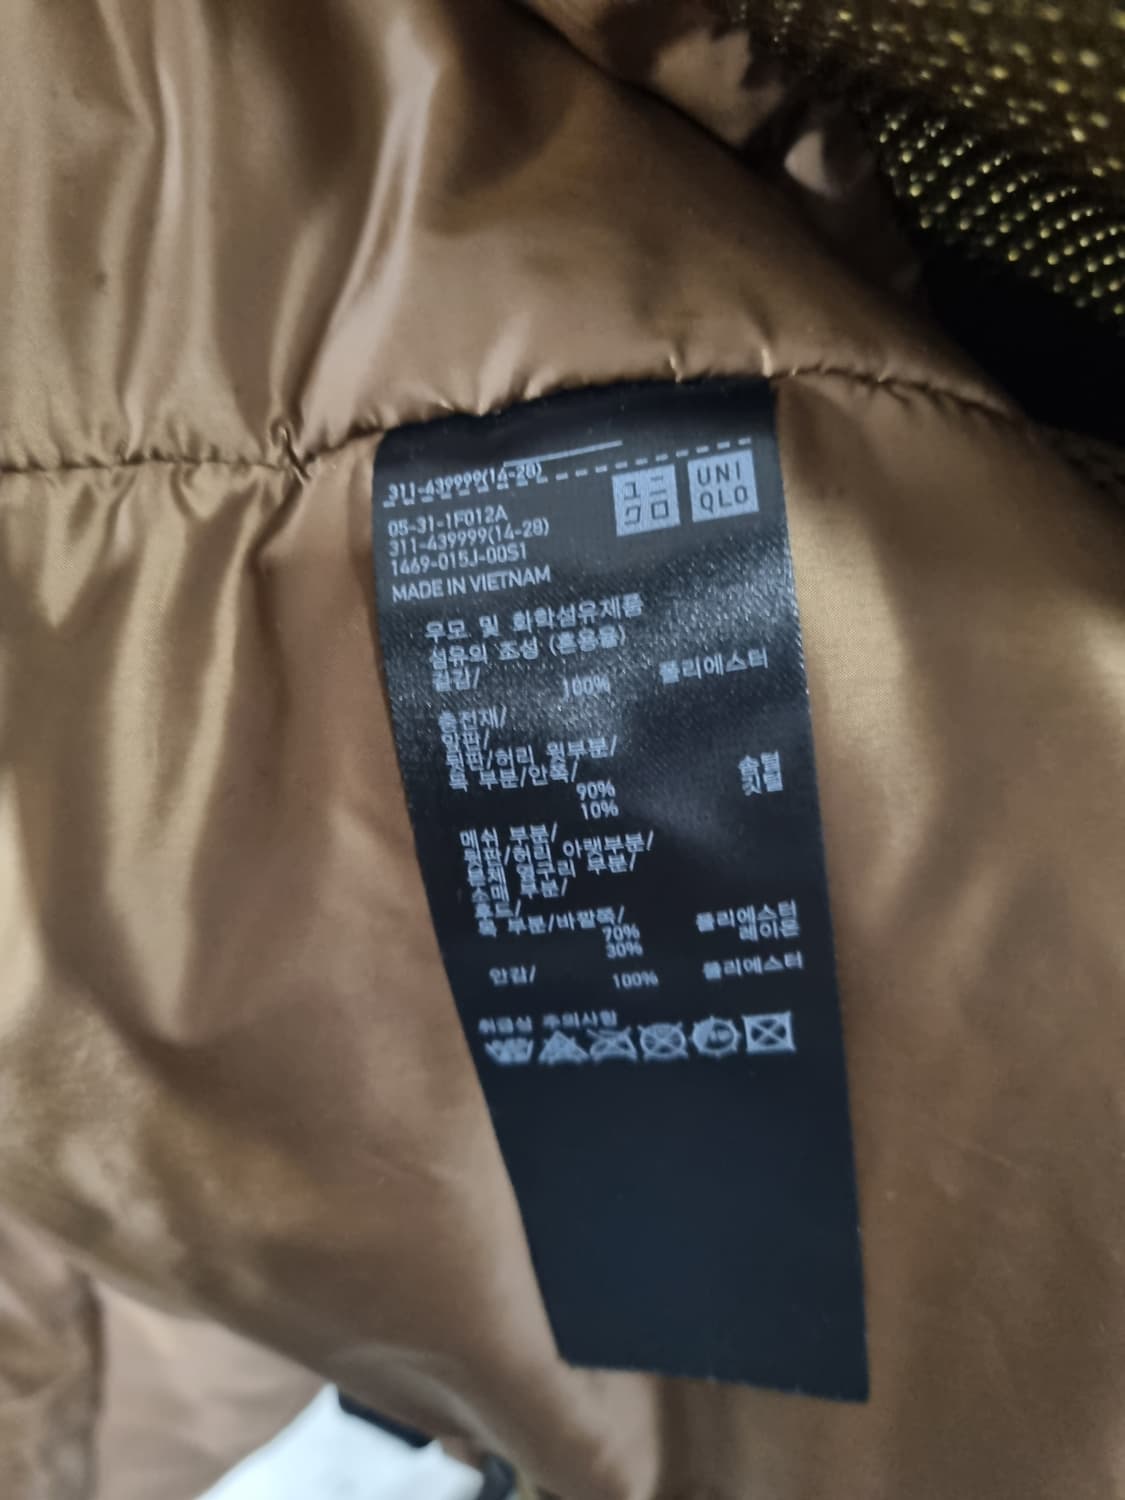 311-439999(14-28)
ユニ
クロ
UNI
QLO
05-31-1F012A
311-439999(14-28)
1469-015J-00S1
MADE IN VIETNAM
우모 및 화학섬유제품
섬유의 조성 (혼용율)
겉감/
100% 폴리에스터
충전재/
앞판/
뒷판/허리 윗부분/
목 부분/안쪽/
90% 솜털
10% 깃털
메쉬 부분/
뒷판/허리 아랫부분/
몸체 옆구리 부분/
소매 부분/
후드/
목 부분/바깥쪽/
70% 폴리에스터
30% 레이온
안감/ 100% 폴리에스터
취급상 주의사항